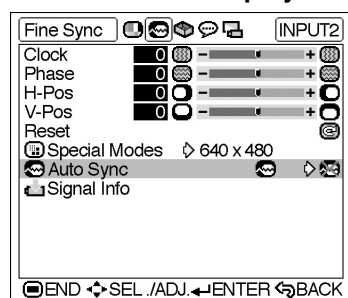 Fine Sync INPUT2
Clock 0 - +
Phase 0 - +
H-Pos 0 - +
V-Pos 0 - +
Reset
Special Modes 640 x 480
Auto Sync
Signal Info
END SEL./ADJ. ENTER BACK